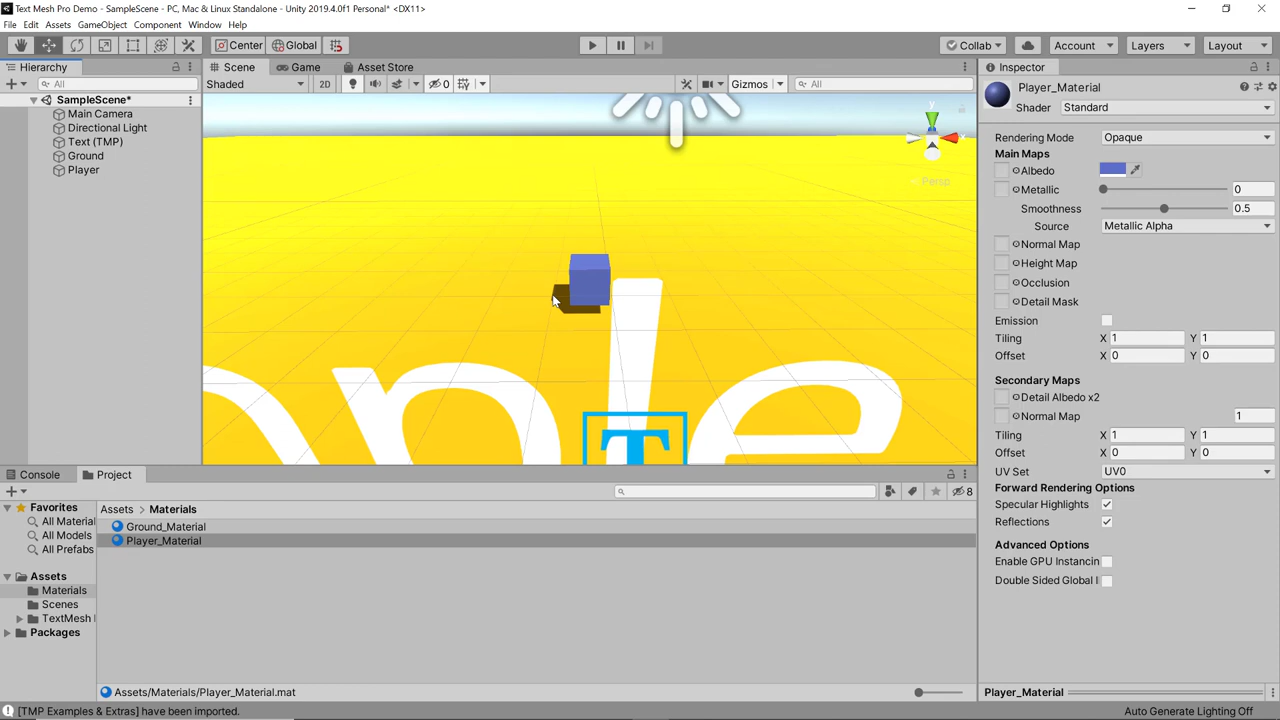 Text Mesh Pro Demo - SampleScene - PC, Mac & Linux Standalone - Unity 2019.4.0f1 Personal* <DX11>
File Edit Assets GameObject Component Window Help
Center Global Collab Account Layers Layout
Hierarchy
All
SampleScene*
Main Camera
Directional Light
Text (TMP)
Ground
Player
Scene Game Asset Store
Shaded 2D 0 Gizmos All
y
x
Persp
ple
T
Inspector
Player_Material
Shader Standard
Rendering Mode Opaque
Main Maps
Albedo
Metallic 0
Smoothness 0.5
Source Metallic Alpha
Normal Map
Height Map
Occlusion
Detail Mask
Emission
Tiling X 1 Y 1
Offset X 0 Y 0
Secondary Maps
Detail Albedo x2
Normal Map 1
Tiling X 1 Y 1
Offset X 0 Y 0
UV Set UV0
Forward Rendering Options
Specular Highlights
Reflections
Advanced Options
Enable GPU Instancin
Double Sided Global I
Player_Material
Console Project
8
Favorites
All Material
All Models
All Prefabs
Assets
Materials
Scenes
TextMesh
Packages
Assets > Materials
Ground_Material
Player_Material
Assets/Materials/Player_Material.mat
[TMP Examples & Extras] have been imported.
Auto Generate Lighting Off